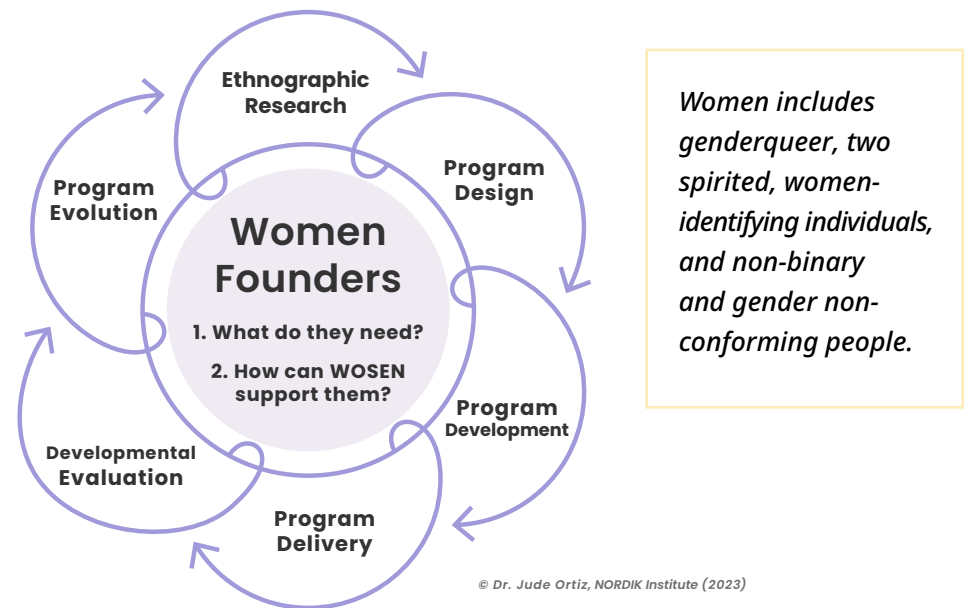 Ethnographic
Research
Program
Design
Program
Development
Program
Delivery
Developmental
Evaluation
Program
Evolution
Women
Founders
1. What do they need?
2. How can WOSEN
support them?
Women includes
genderqueer, two
spirited, women-
identifying individuals,
and non-binary
and gender non-
conforming people.
© Dr. Jude Ortiz, NORDIK Institute (2023)